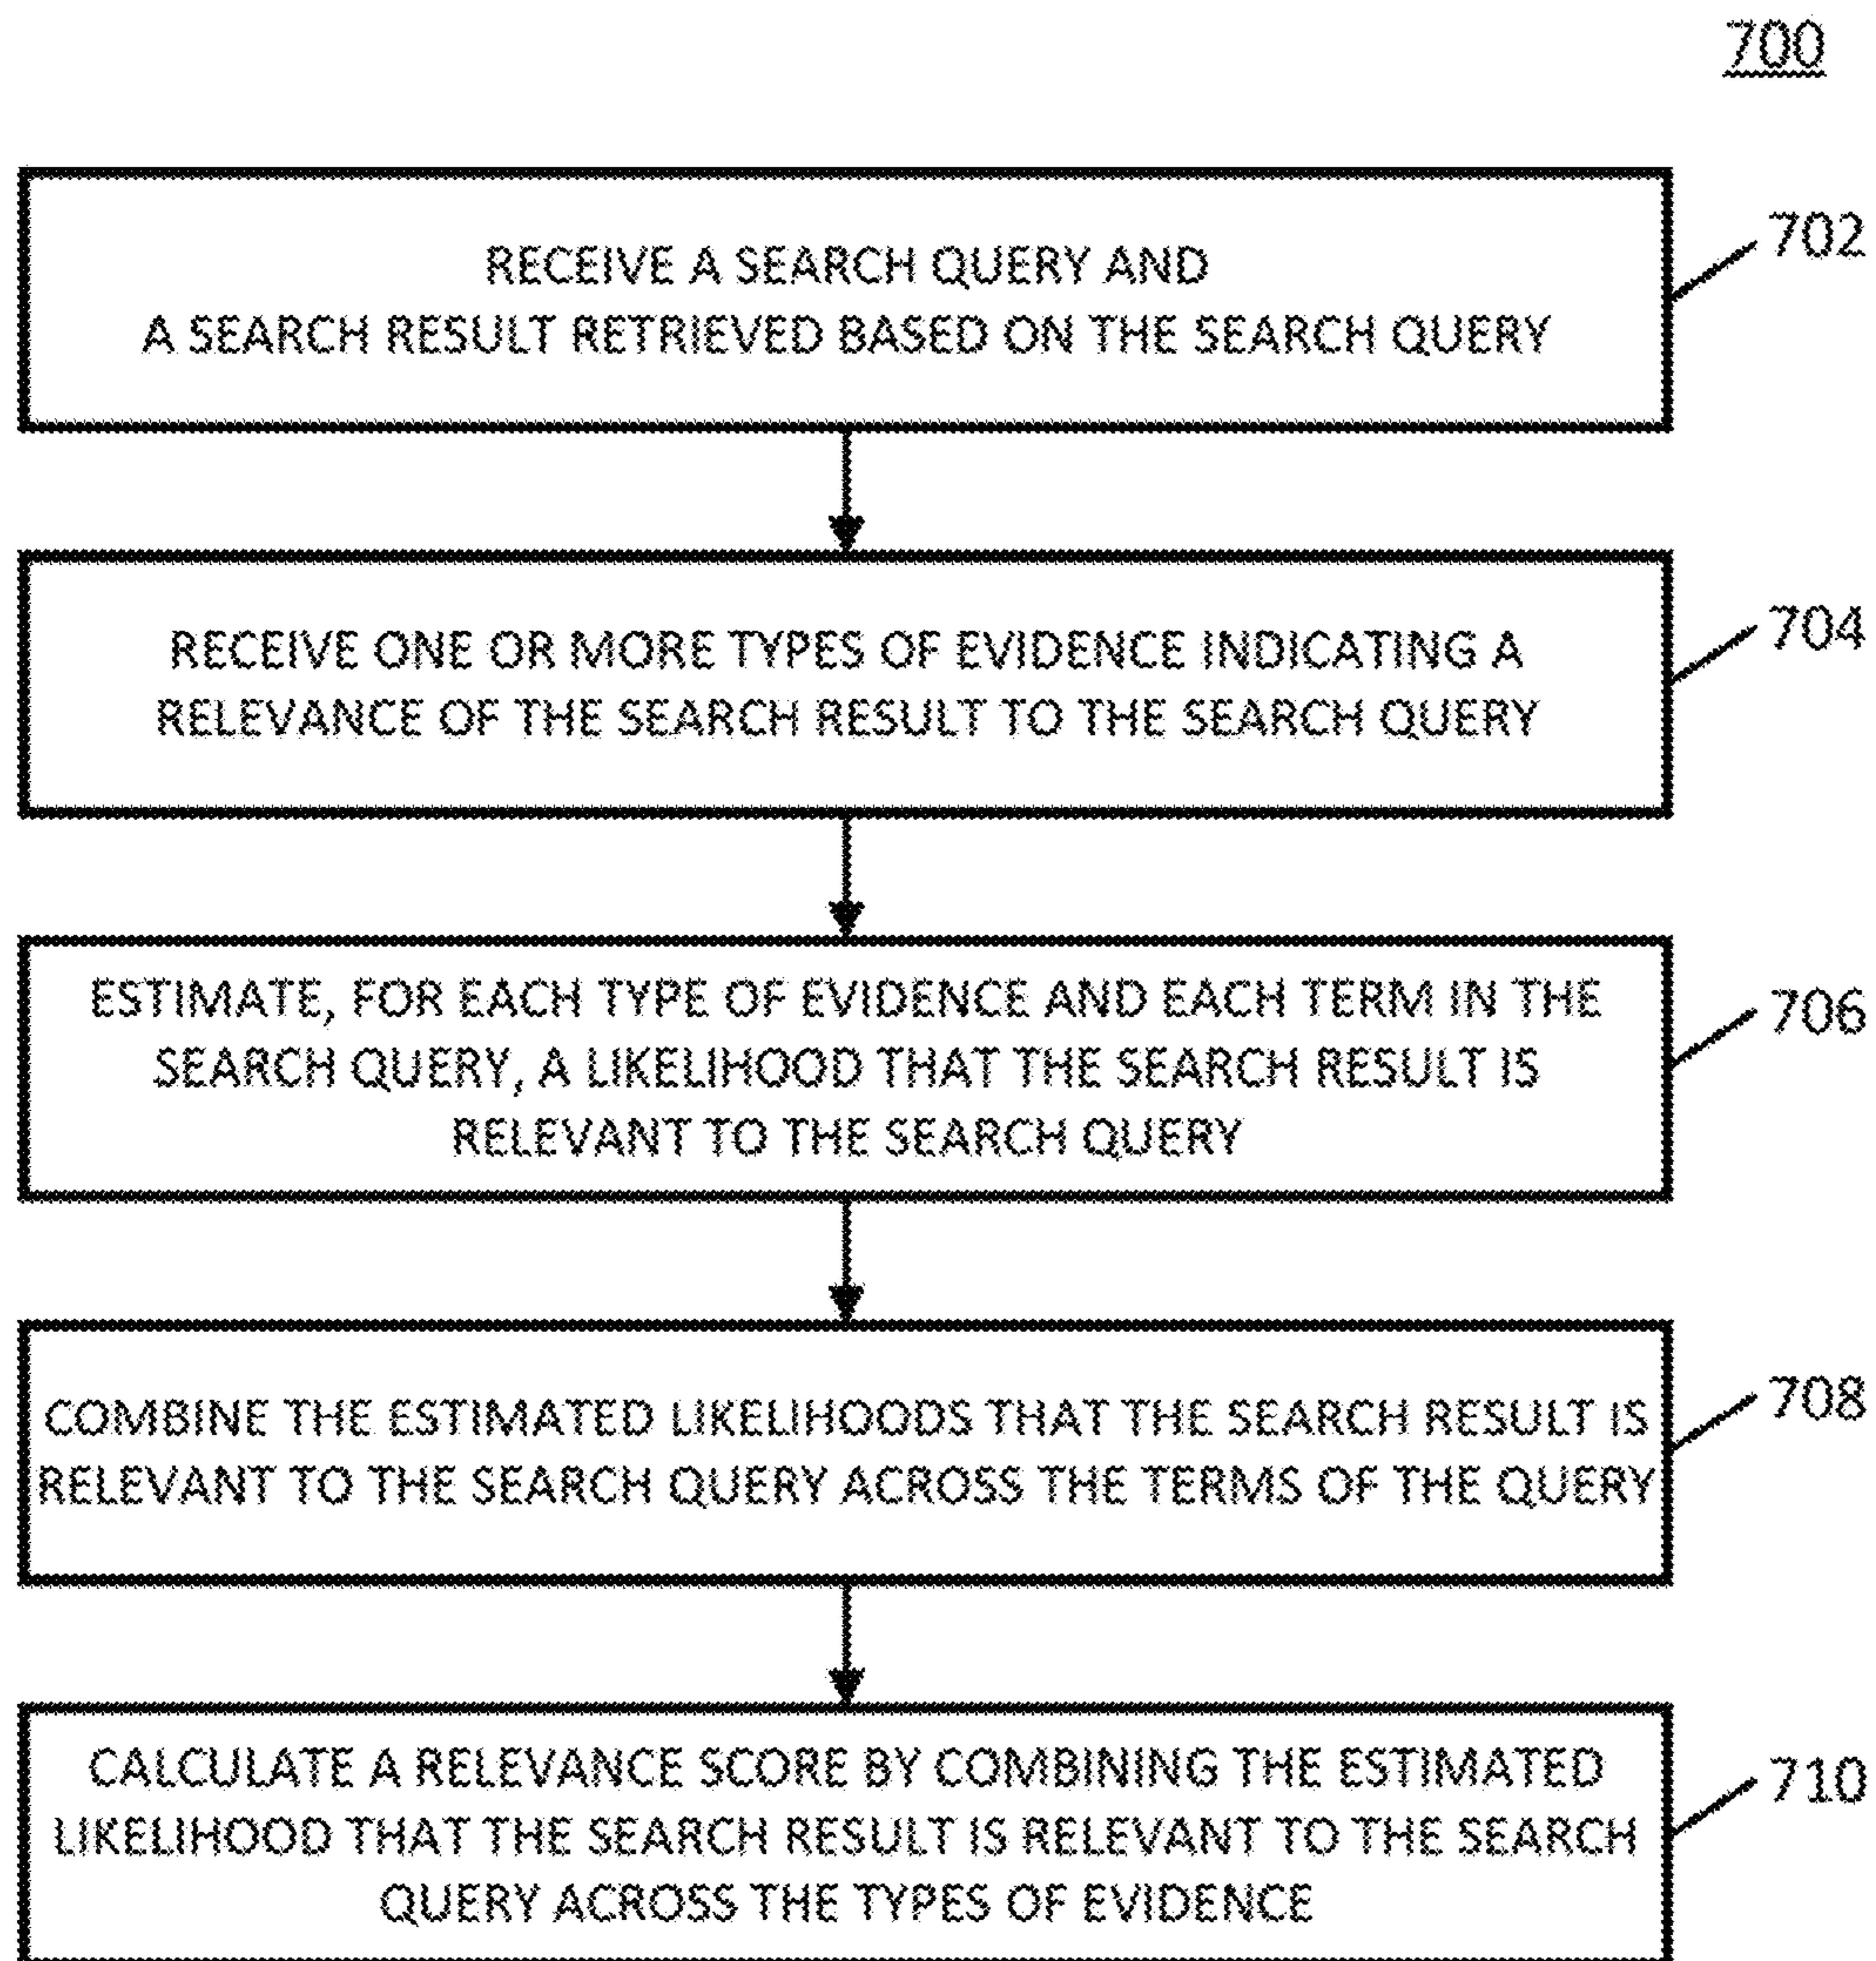 700
RECEIVE A SEARCH QUERY AND
A SEARCH RESULT RETRIEVED BASED ON THE SEARCH QUERY
702
RECEIVE ONE OR MORE TYPES OF EVIDENCE INDICATING A
RELEVANCE OF THE SEARCH RESULT TO THE SEARCH QUERY
704
ESTIMATE, FOR EACH TYPE OF EVIDENCE AND EACH TERM IN THE
SEARCH QUERY, A LIKELIHOOD THAT THE SEARCH RESULT IS
RELEVANT TO THE SEARCH QUERY
706
COMBINE THE ESTIMATED LIKELIHOODS THAT THE SEARCH RESULT IS
RELEVANT TO THE SEARCH QUERY ACROSS THE TERMS OF THE QUERY
708
CALCULATE A RELEVANCE SCORE BY COMBINING THE ESTIMATED
LIKELIHOOD THAT THE SEARCH RESULT IS RELEVANT TO THE SEARCH
QUERY ACROSS THE TYPES OF EVIDENCE
710